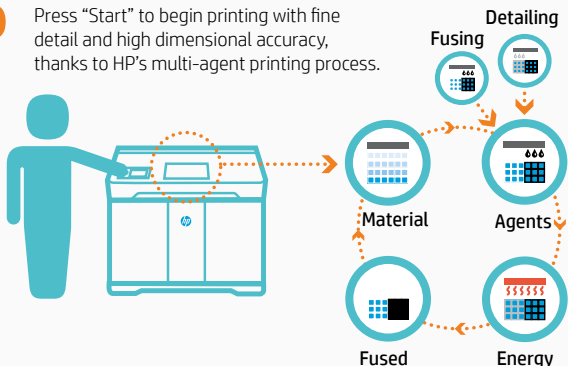 Press “Start” to begin printing with fine
detail and high dimensional accuracy,
thanks to HP’s multi-agent printing process.
Detailing
Fusing
hp
Material
Agents
Fused
Energy